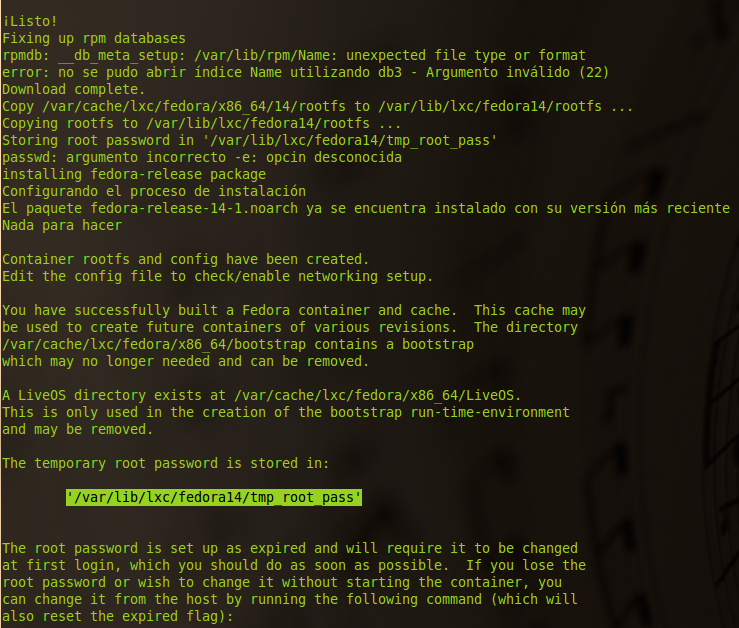 ¡Listo!
Fixing up rpm databases
rpmdb: __db_meta_setup: /var/lib/rpm/Name: unexpected file type or format
error: no se pudo abrir índice Name utilizando db3 - Argumento inválido (22)
Download complete.
Copy /var/cache/lxc/fedora/x86_64/14/rootfs to /var/lib/lxc/fedora14/rootfs ...
Copying rootfs to /var/lib/lxc/fedora14/rootfs ...
Storing root password in '/var/lib/lxc/fedora14/tmp_root_pass'
passwd: argumento incorrecto -e: opcin desconocida
installing fedora-release package
Configurando el proceso de instalación
El paquete fedora-release-14-1.noarch ya se encuentra instalado con su versión más reciente
Nada para hacer
Container rootfs and config have been created.
Edit the config file to check/enable networking setup.
You have successfully built a Fedora container and cache.  This cache may
be used to create future containers of various revisions.  The directory
/var/cache/lxc/fedora/x86_64/bootstrap contains a bootstrap
which may no longer needed and can be removed.
A LiveOS directory exists at /var/cache/lxc/fedora/x86_64/LiveOS.
This is only used in the creation of the bootstrap run-time-environment
and may be removed.
The temporary root password is stored in:
'/var/lib/lxc/fedora14/tmp_root_pass'
The root password is set up as expired and will require it to be changed
at first login, which you should do as soon as possible.  If you lose the
root password or wish to change it without starting the container, you
can change it from the host by running the following command (which will
also reset the expired flag):